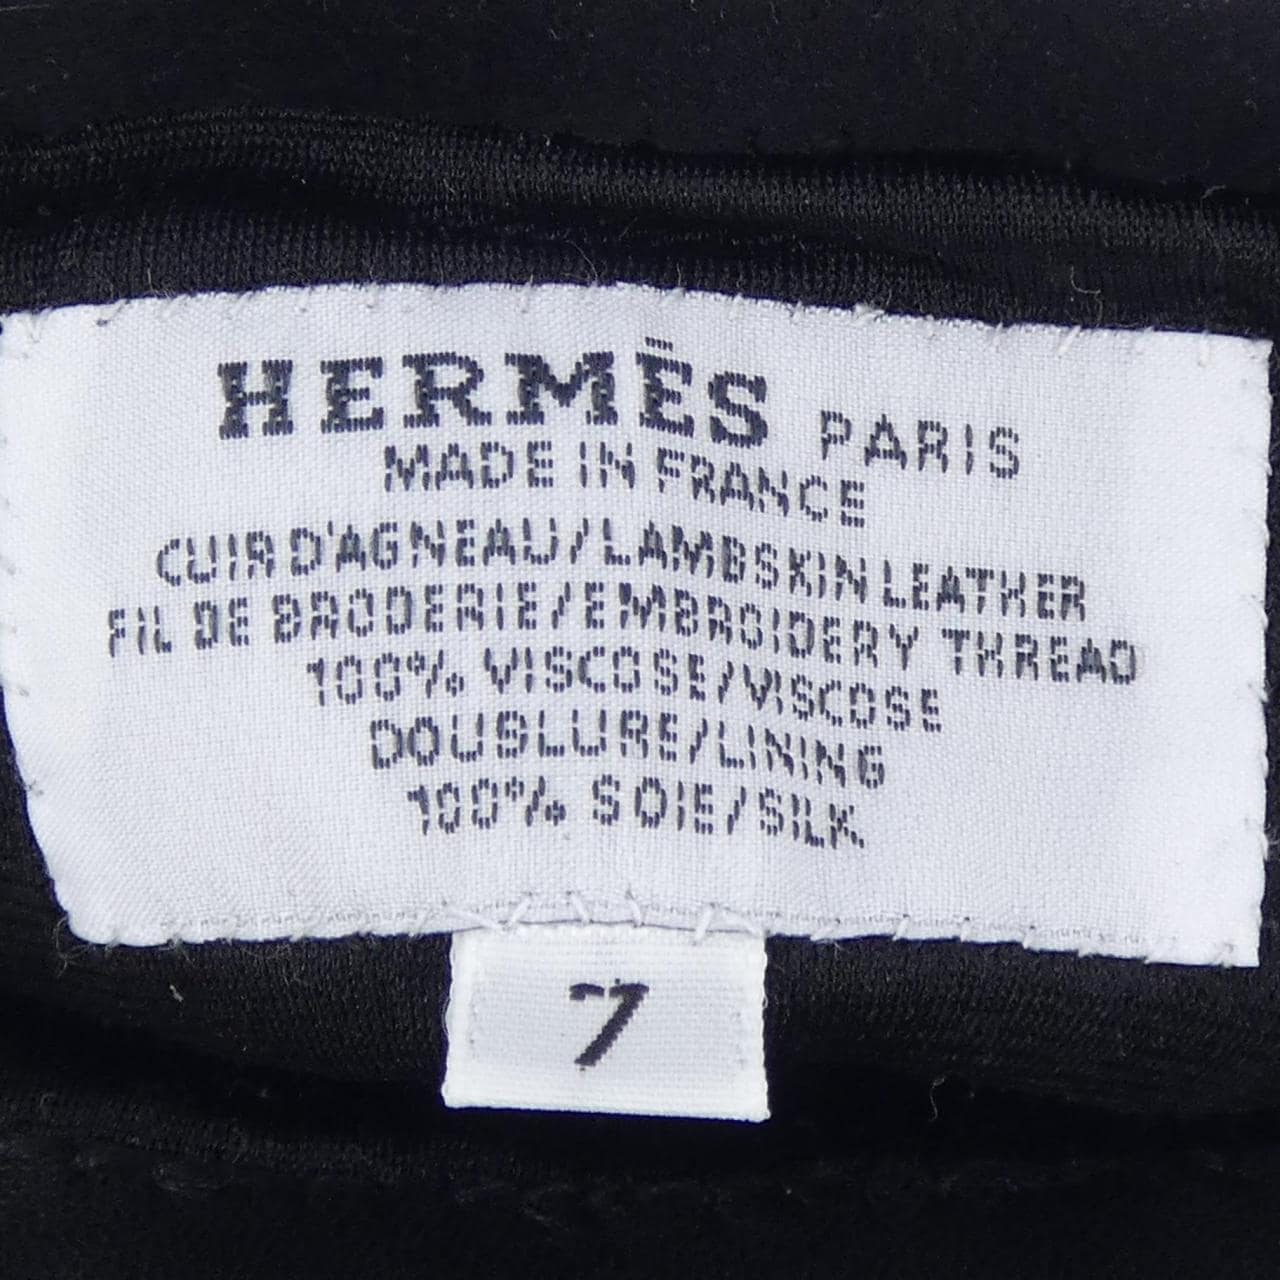 HERMÈS PARIS
MADE IN FRANCE
CUIR D'AGNEAU/LAMBSKIN LEATHER
FIL DE BRODERIE/EMBROIDERY THREAD
100% VISCOSE/VISCOSE
DOUBLURE/LINING
100% SOIE/SILK
7